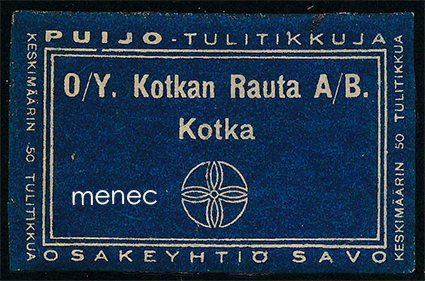 PUIJO-TULITIKKUJA
O/Y. Kotkan Rauta A/B.
Kotka
menec
OSAKEYHTIÖ SAVO
KESKIMÄÄRIN 50 TULITIKKUA
KESKIMÄÄRIN 50 TULITIKKUA